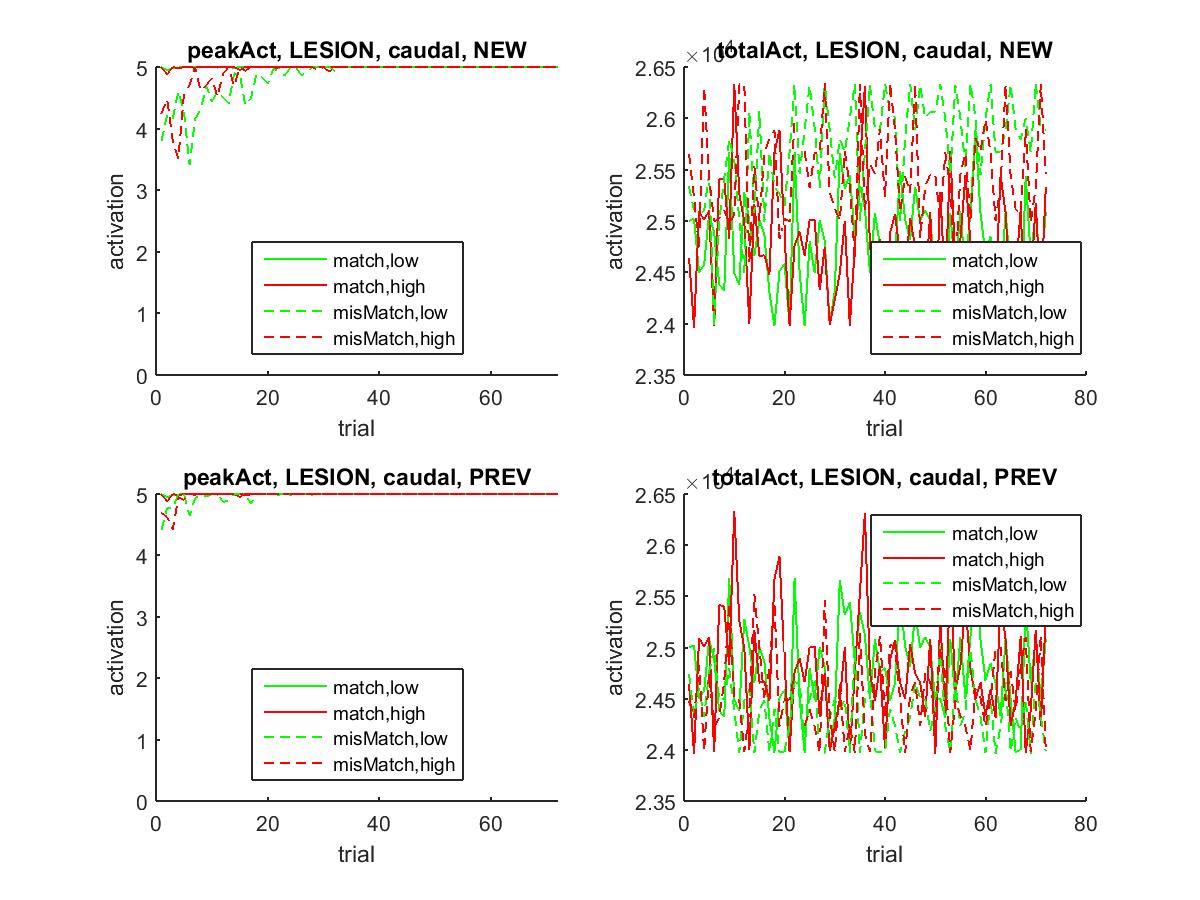 peakAct, LESION, caudal, NEW
5
4
3
2
1
0
activation
match,low
match,high
misMatch,low
misMatch,high
0 20 40 60
trial
×10^4
totalAct, LESION, caudal, NEW
2.65
2.6
2.55
2.5
2.45
2.4
2.35
activation
match,low
match,high
misMatch,low
misMatch,high
0 20 40 60 80
trial
peakAct, LESION, caudal, PREV
5
4
3
2
1
0
activation
match,low
match,high
misMatch,low
misMatch,high
0 20 40 60
trial
×10^4
totalAct, LESION, caudal, PREV
2.65
2.6
2.55
2.5
2.45
2.4
2.35
activation
match,low
match,high
misMatch,low
misMatch,high
0 20 40 60 80
trial